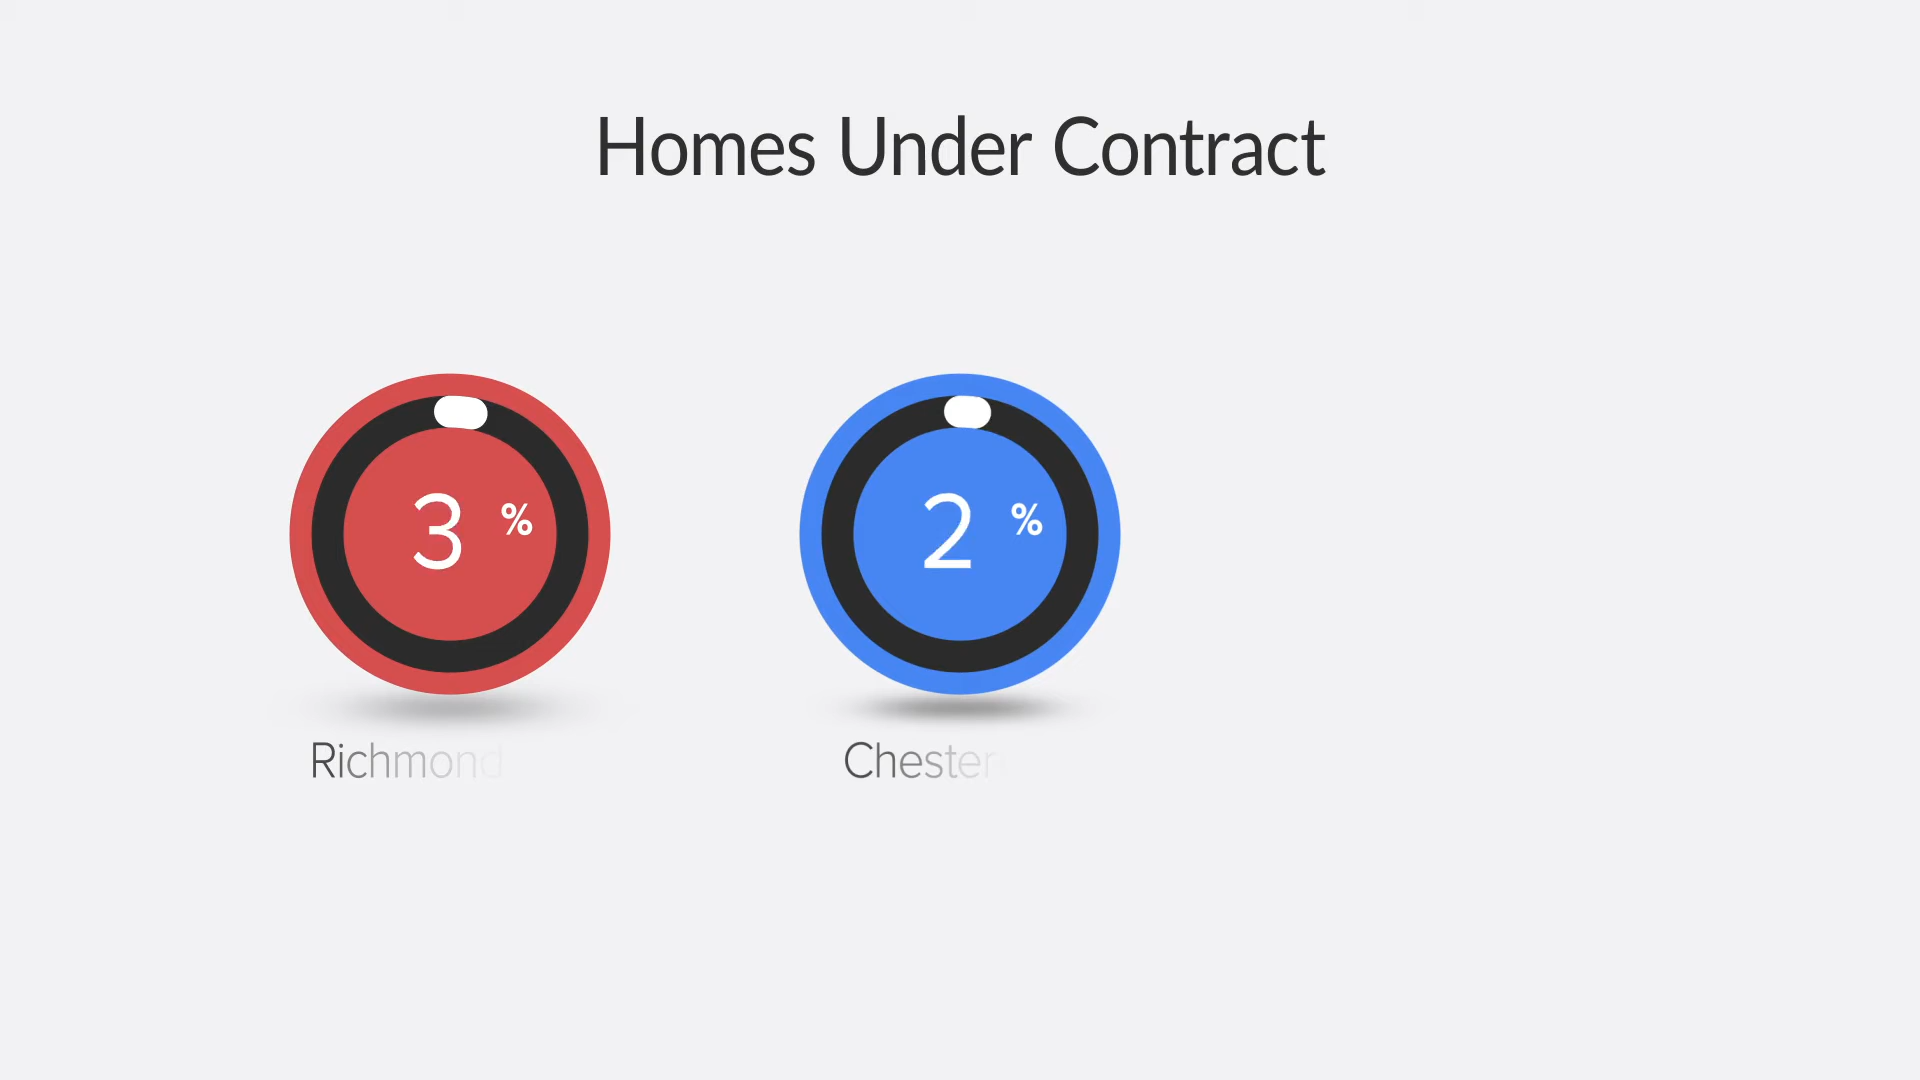 Homes Under Contract
3 %
2 %
Richmond
Chester